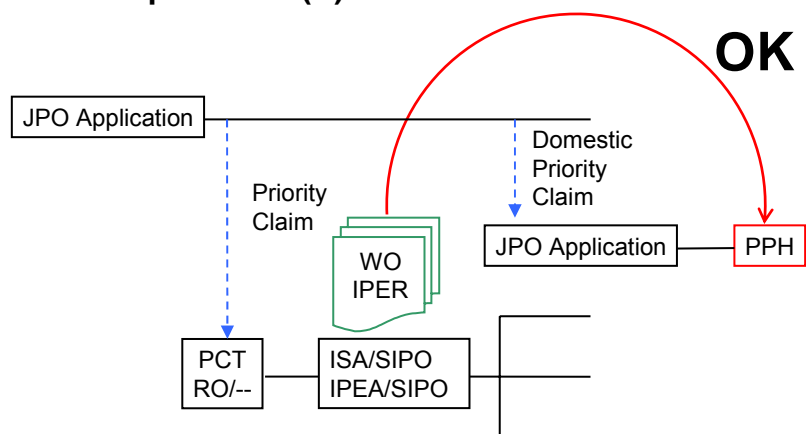 OK
JPO Application
Domestic
Priority
Claim
Priority
Claim
JPO Application
PPH
WO
IPER
PCT
RO/--
ISA/SIPO
IPEA/SIPO